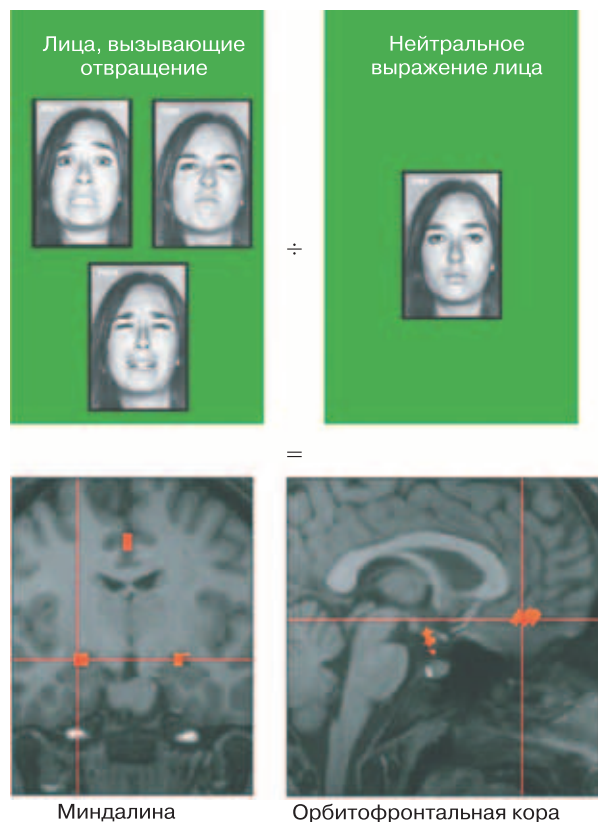 Лица, вызывающие
отвращение
Нейтральное
выражение лица
÷
=
Миндалина
Орбитофронтальная кора